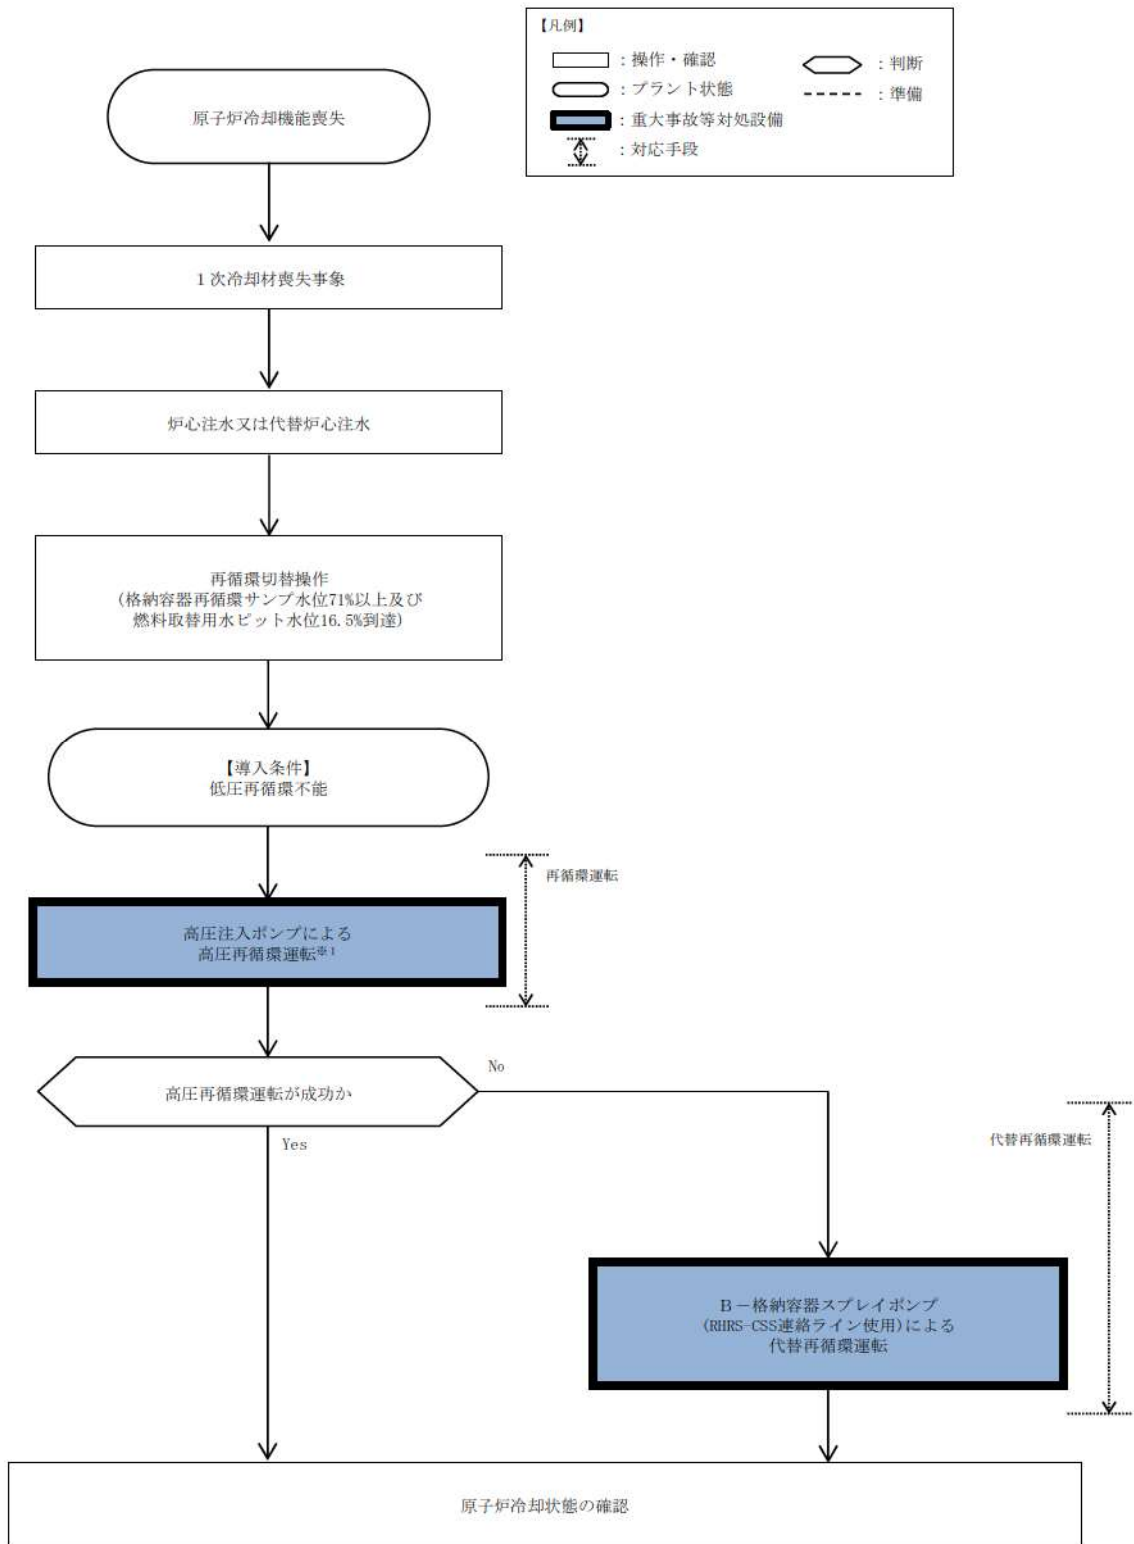 【凡例】
：操作・確認
：判断
：プラント状態
：準備
：重大事故等対処設備
：対応手段
原子炉冷却機能喪失
1次冷却材喪失事象
炉心注水又は代替炉心注水
再循環切替操作
(格納容器再循環サンプ水位71%以上及び
燃料取替用水ピット水位16.5%到達)
【導入条件】
低圧再循環不能
再循環運転
高圧注入ポンプによる
高圧再循環運転※1
高圧再循環運転が成功か
No
Yes
代替再循環運転
B－格納容器スプレイポンプ
(RHRS-CSS連絡ライン使用)による
代替再循環運転
原子炉冷却状態の確認